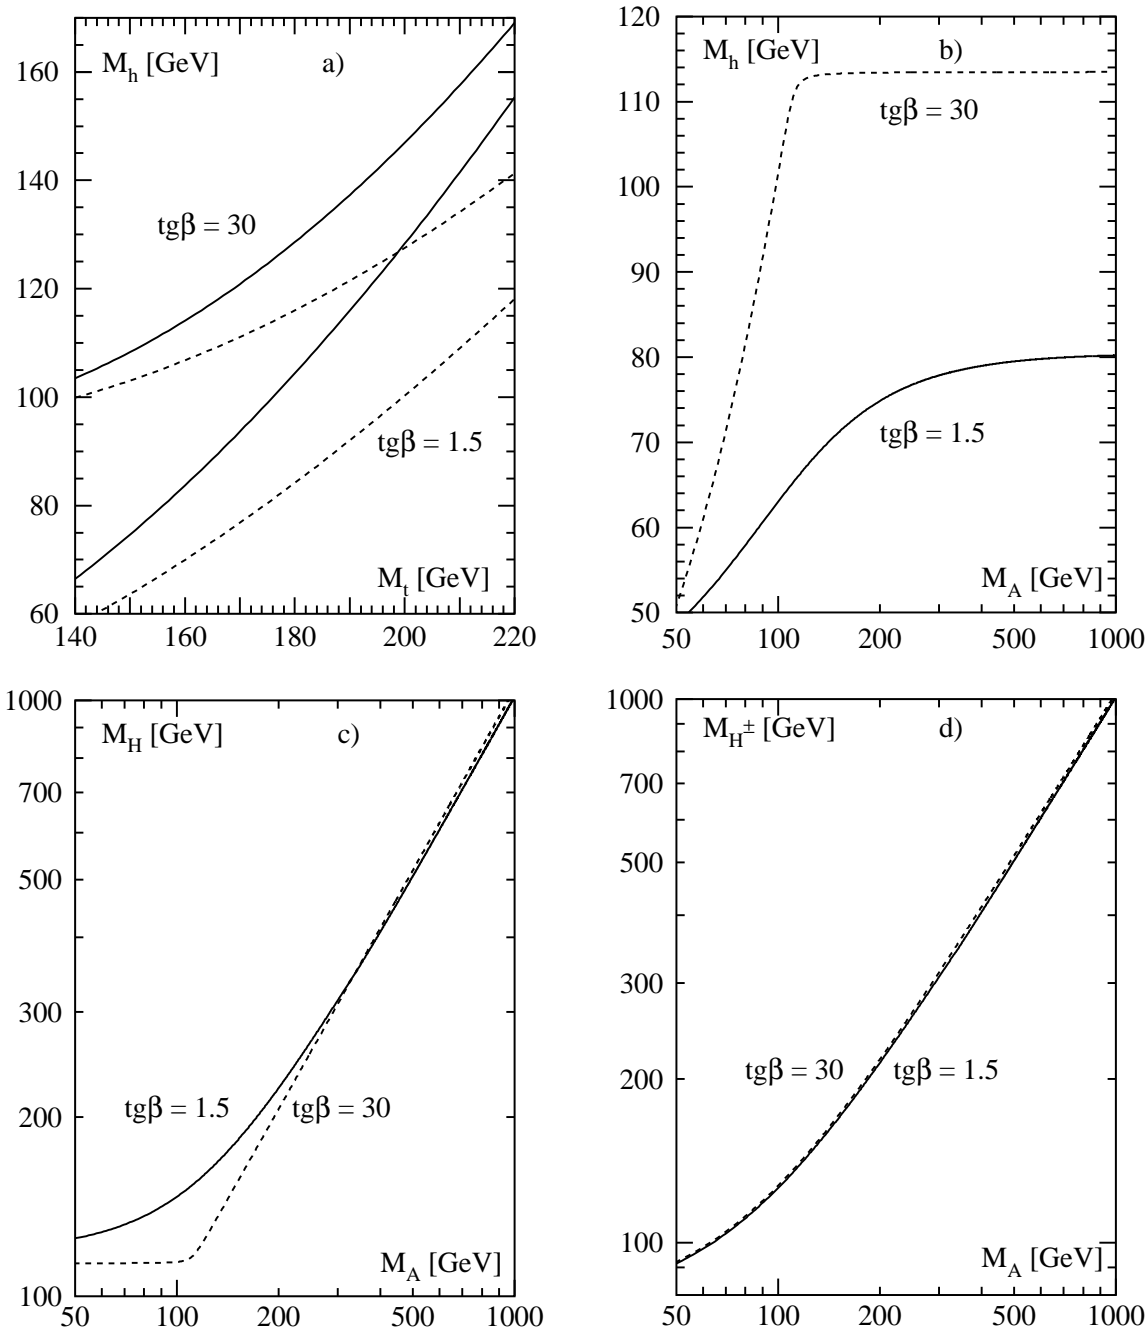 M_h [GeV] a)
160
140
120
100
80
60
tgβ = 30
tgβ = 1.5
M_t [GeV]
140 160 180 200 220
M_h [GeV] b)
120
110
100
90
80
70
60
50
tgβ = 30
tgβ = 1.5
M_A [GeV]
50 100 200 500 1000
M_H [GeV] c)
1000
700
500
300
200
100
tgβ = 1.5 tgβ = 30
M_A [GeV]
50 100 200 500 1000
M_H± [GeV] d)
1000
700
500
300
200
100
tgβ = 30 tgβ = 1.5
M_A [GeV]
50 100 200 500 1000